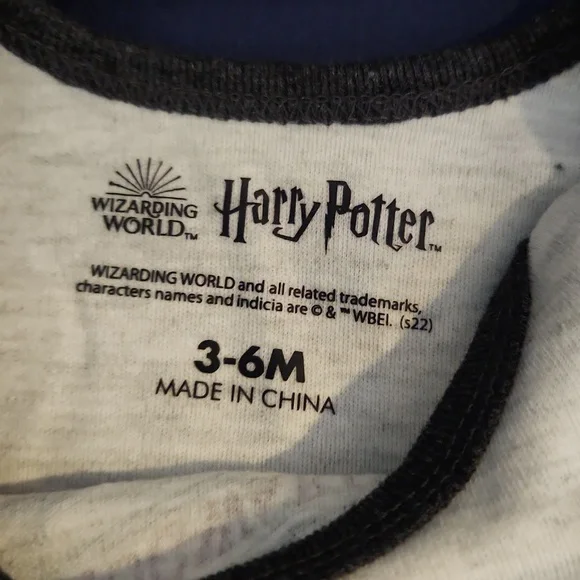 WIZARDING
WORLD™
Harry Potter™
WIZARDING WORLD and all related trademarks,
characters names and indicia are © & ™ WBEI. (s22)
3-6M
MADE IN CHINA